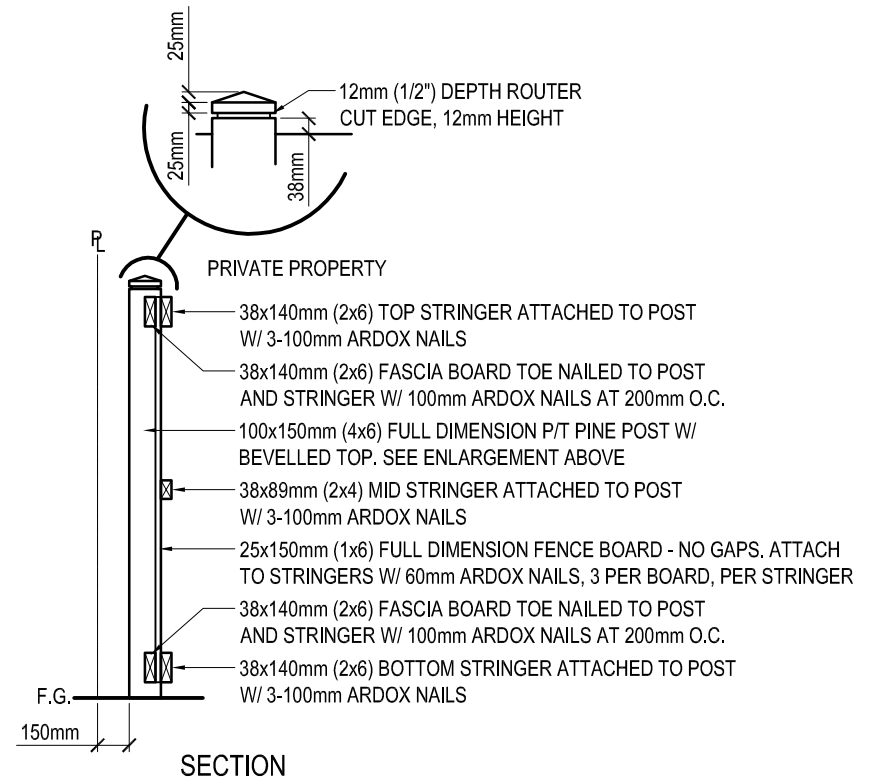 25mm
12mm (1/2") DEPTH ROUTER
CUT EDGE, 12mm HEIGHT
25mm
38mm
PL
PRIVATE PROPERTY
38x140mm (2x6) TOP STRINGER ATTACHED TO POST
W/ 3-100mm ARDOX NAILS
38x140mm (2x6) FASCIA BOARD TOE NAILED TO POST
AND STRINGER W/ 100mm ARDOX NAILS AT 200mm O.C.
100x150mm (4x6) FULL DIMENSION P/T PINE POST W/
BEVELLED TOP. SEE ENLARGEMENT ABOVE
38x89mm (2x4) MID STRINGER ATTACHED TO POST
W/ 3-100mm ARDOX NAILS
25x150mm (1x6) FULL DIMENSION FENCE BOARD - NO GAPS. ATTACH
TO STRINGERS W/ 60mm ARDOX NAILS, 3 PER BOARD, PER STRINGER
38x140mm (2x6) FASCIA BOARD TOE NAILED TO POST
AND STRINGER W/ 100mm ARDOX NAILS AT 200mm O.C.
38x140mm (2x6) BOTTOM STRINGER ATTACHED TO POST
W/ 3-100mm ARDOX NAILS
F.G.
150mm
SECTION